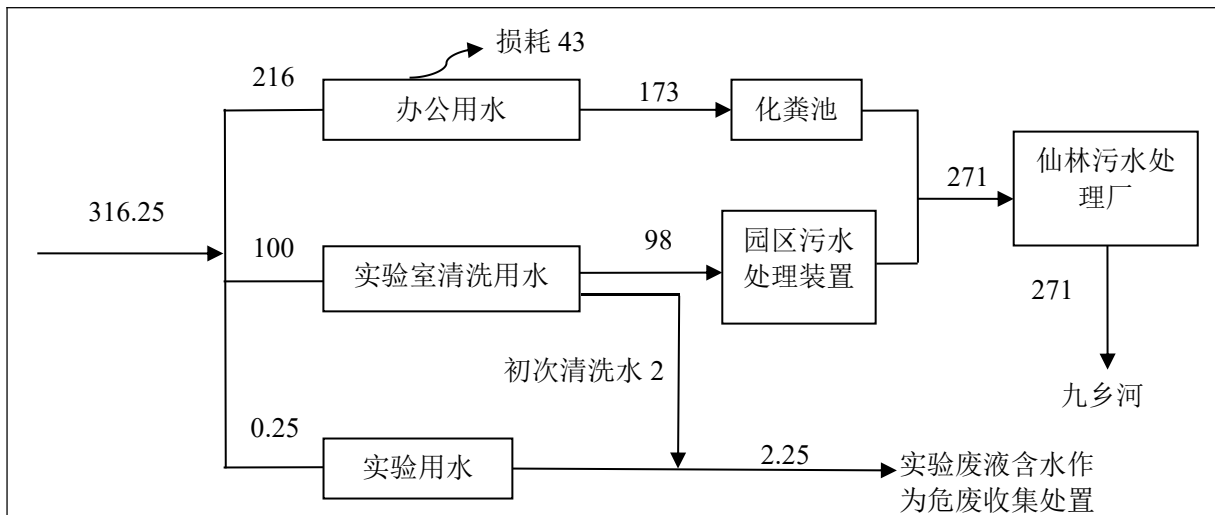 损耗 43
216
办公用水
173
化粪池
仙林污水处
理厂
271
316.25
100
实验室清洗用水
98
园区污水
处理装置
271
初次清洗水 2
九乡河
0.25
实验用水
2.25
实验废液含水作
为危废收集处置